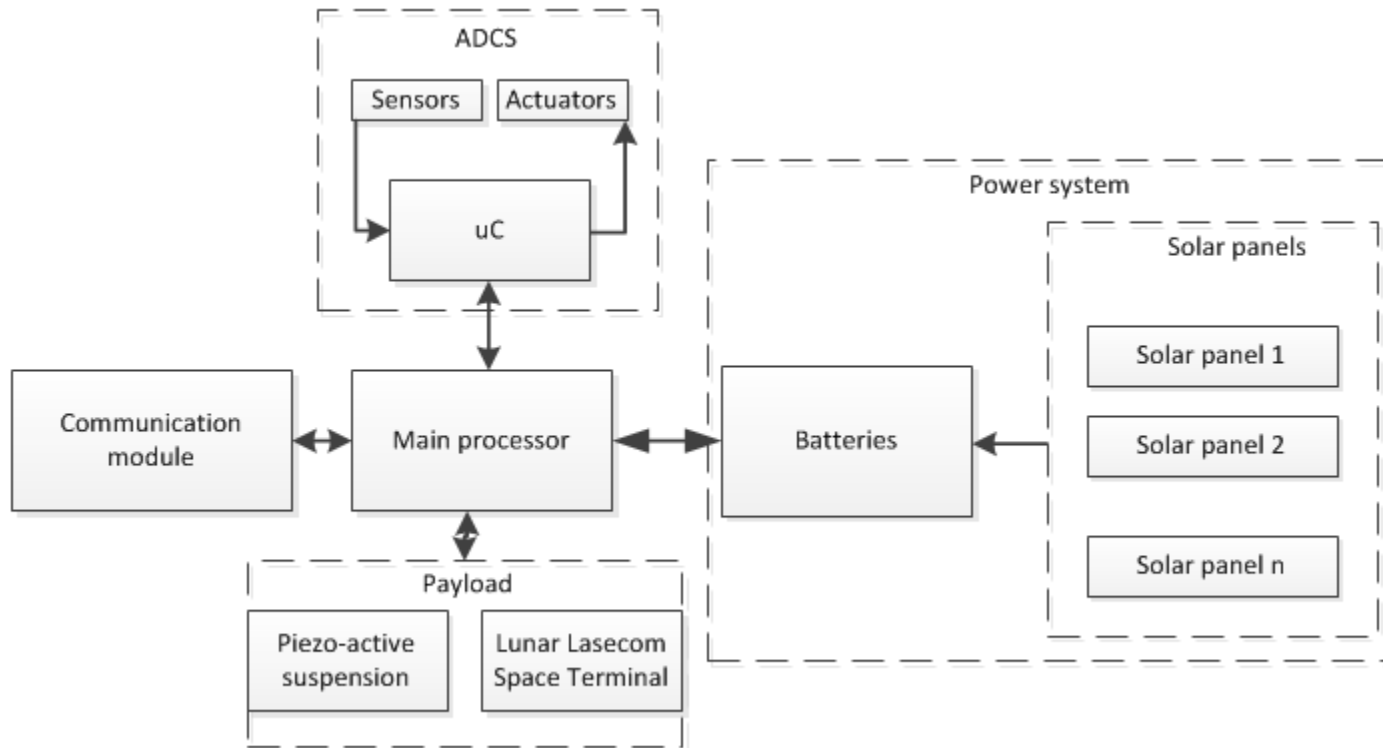 ADCS
Sensors
Actuators
uC
Power system
Solar panels
Solar panel 1
Solar panel 2
Solar panel n
Communication
module
Main processor
Batteries
Payload
Piezo-active
suspension
Lunar Lasecom
Space Terminal